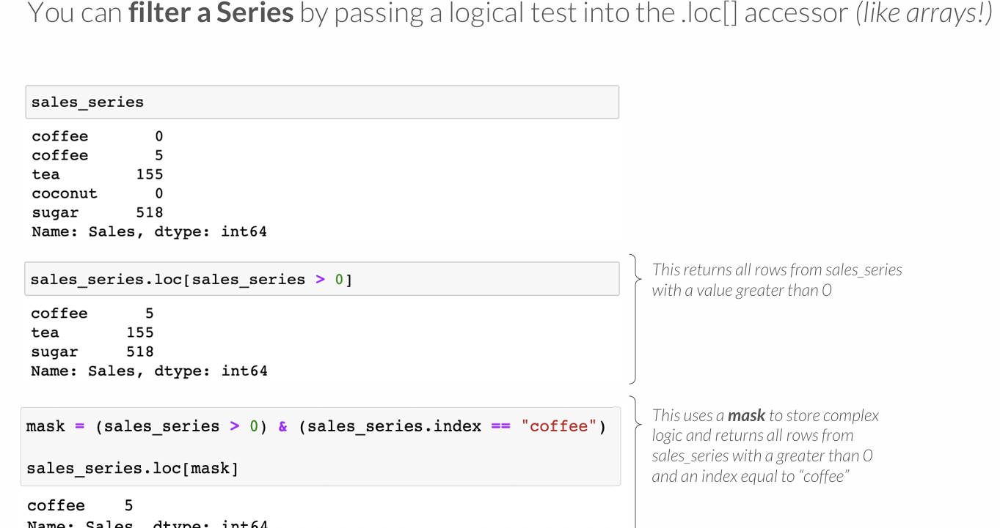 You can filter a Series by passing a logical test into the .loc[] accessor (like arrays!)
sales_series
coffee 0
coffee 5
tea 155
coconut 0
sugar 518
Name: Sales, dtype: int64
sales_series.loc[sales_series > 0]
This returns all rows from sales_series
with a value greater than 0
coffee 5
tea 155
sugar 518
Name: Sales, dtype: int64
mask = (sales_series > 0) & (sales_series.index == "coffee")
sales_series.loc[mask]
This uses a mask to store complex
logic and returns all rows from
sales_series with a greater than 0
and an index equal to “coffee”
coffee 5
Name: Sales, dtype: int64